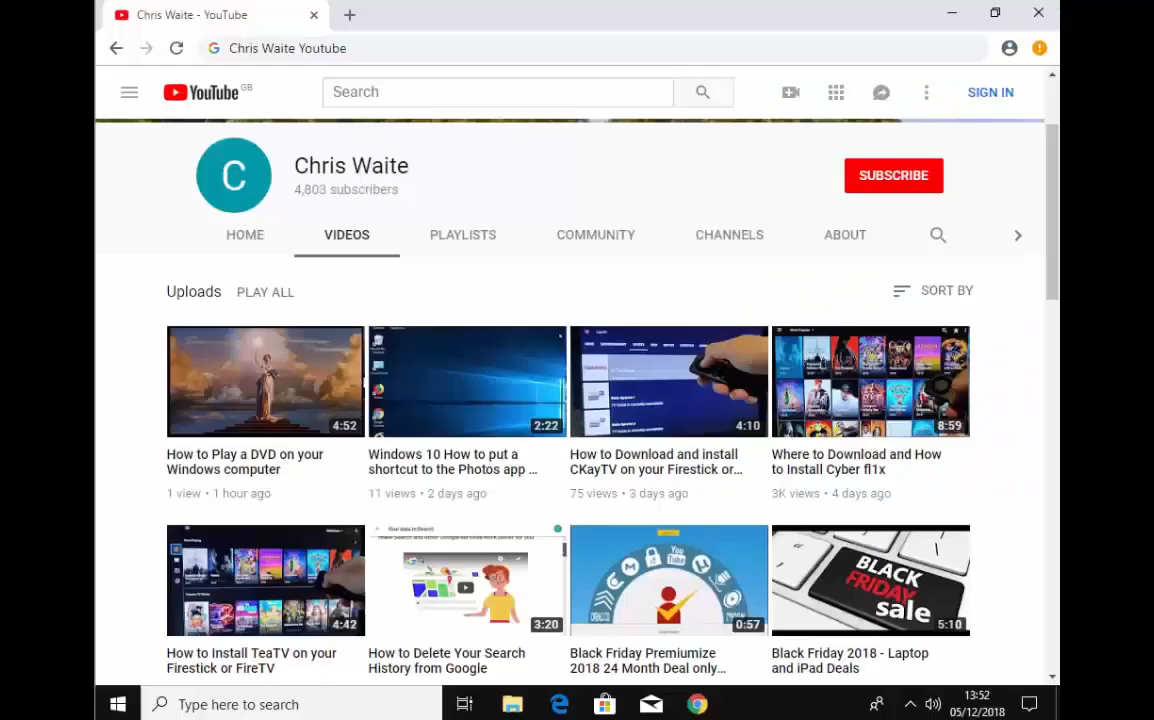 Chris Waite - YouTube
Chris Waite Youtube
YouTube GB
Search
SIGN IN
C
Chris Waite
4,803 subscribers
SUBSCRIBE
HOME
VIDEOS
PLAYLISTS
COMMUNITY
CHANNELS
ABOUT
Uploads
PLAY ALL
SORT BY
4:52
2:22
4:10
8:59
How to Play a DVD on your
Windows computer
1 view • 1 hour ago
Windows 10 How to put a
shortcut to the Photos app ...
11 views • 2 days ago
How to Download and install
CKayTV on your Firestick or...
75 views • 3 days ago
Where to Download and How
to Install Cyber fl1x
3K views • 4 days ago
4:42
Your data in Search
3:20
You
Tube
0:57
BLACK
FRIDAY
sale
5:10
How to Install TeaTV on your
Firestick or FireTV
How to Delete Your Search
History from Google
Black Friday Premiumize
2018 24 Month Deal only...
Black Friday 2018 - Laptop
and iPad Deals
Type here to search
13:52
05/12/2018